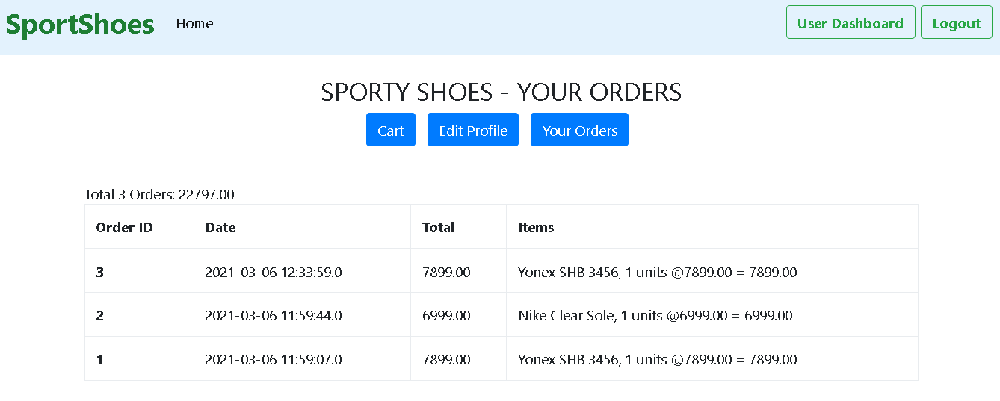 SportShoes Home User Dashboard Logout
SPORTY SHOES - YOUR ORDERS
Cart Edit Profile Your Orders
Total 3 Orders: 22797.00
Order ID Date Total Items
3 2021-03-06 12:33:59.0 7899.00 Yonex SHB 3456, 1 units @7899.00 = 7899.00
2 2021-03-06 11:59:44.0 6999.00 Nike Clear Sole, 1 units @6999.00 = 6999.00
1 2021-03-06 11:59:07.0 7899.00 Yonex SHB 3456, 1 units @7899.00 = 7899.00